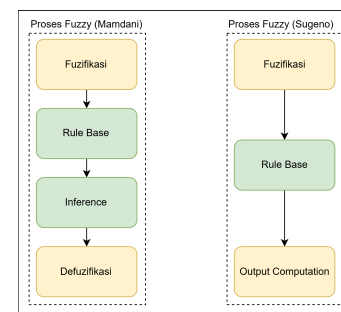 Proses Fuzzy (Mamdani)
Fuzifikasi
Rule Base
Inference
Defuzifikasi
Proses Fuzzy (Sugeno)
Fuzifikasi
Rule Base
Output Computation